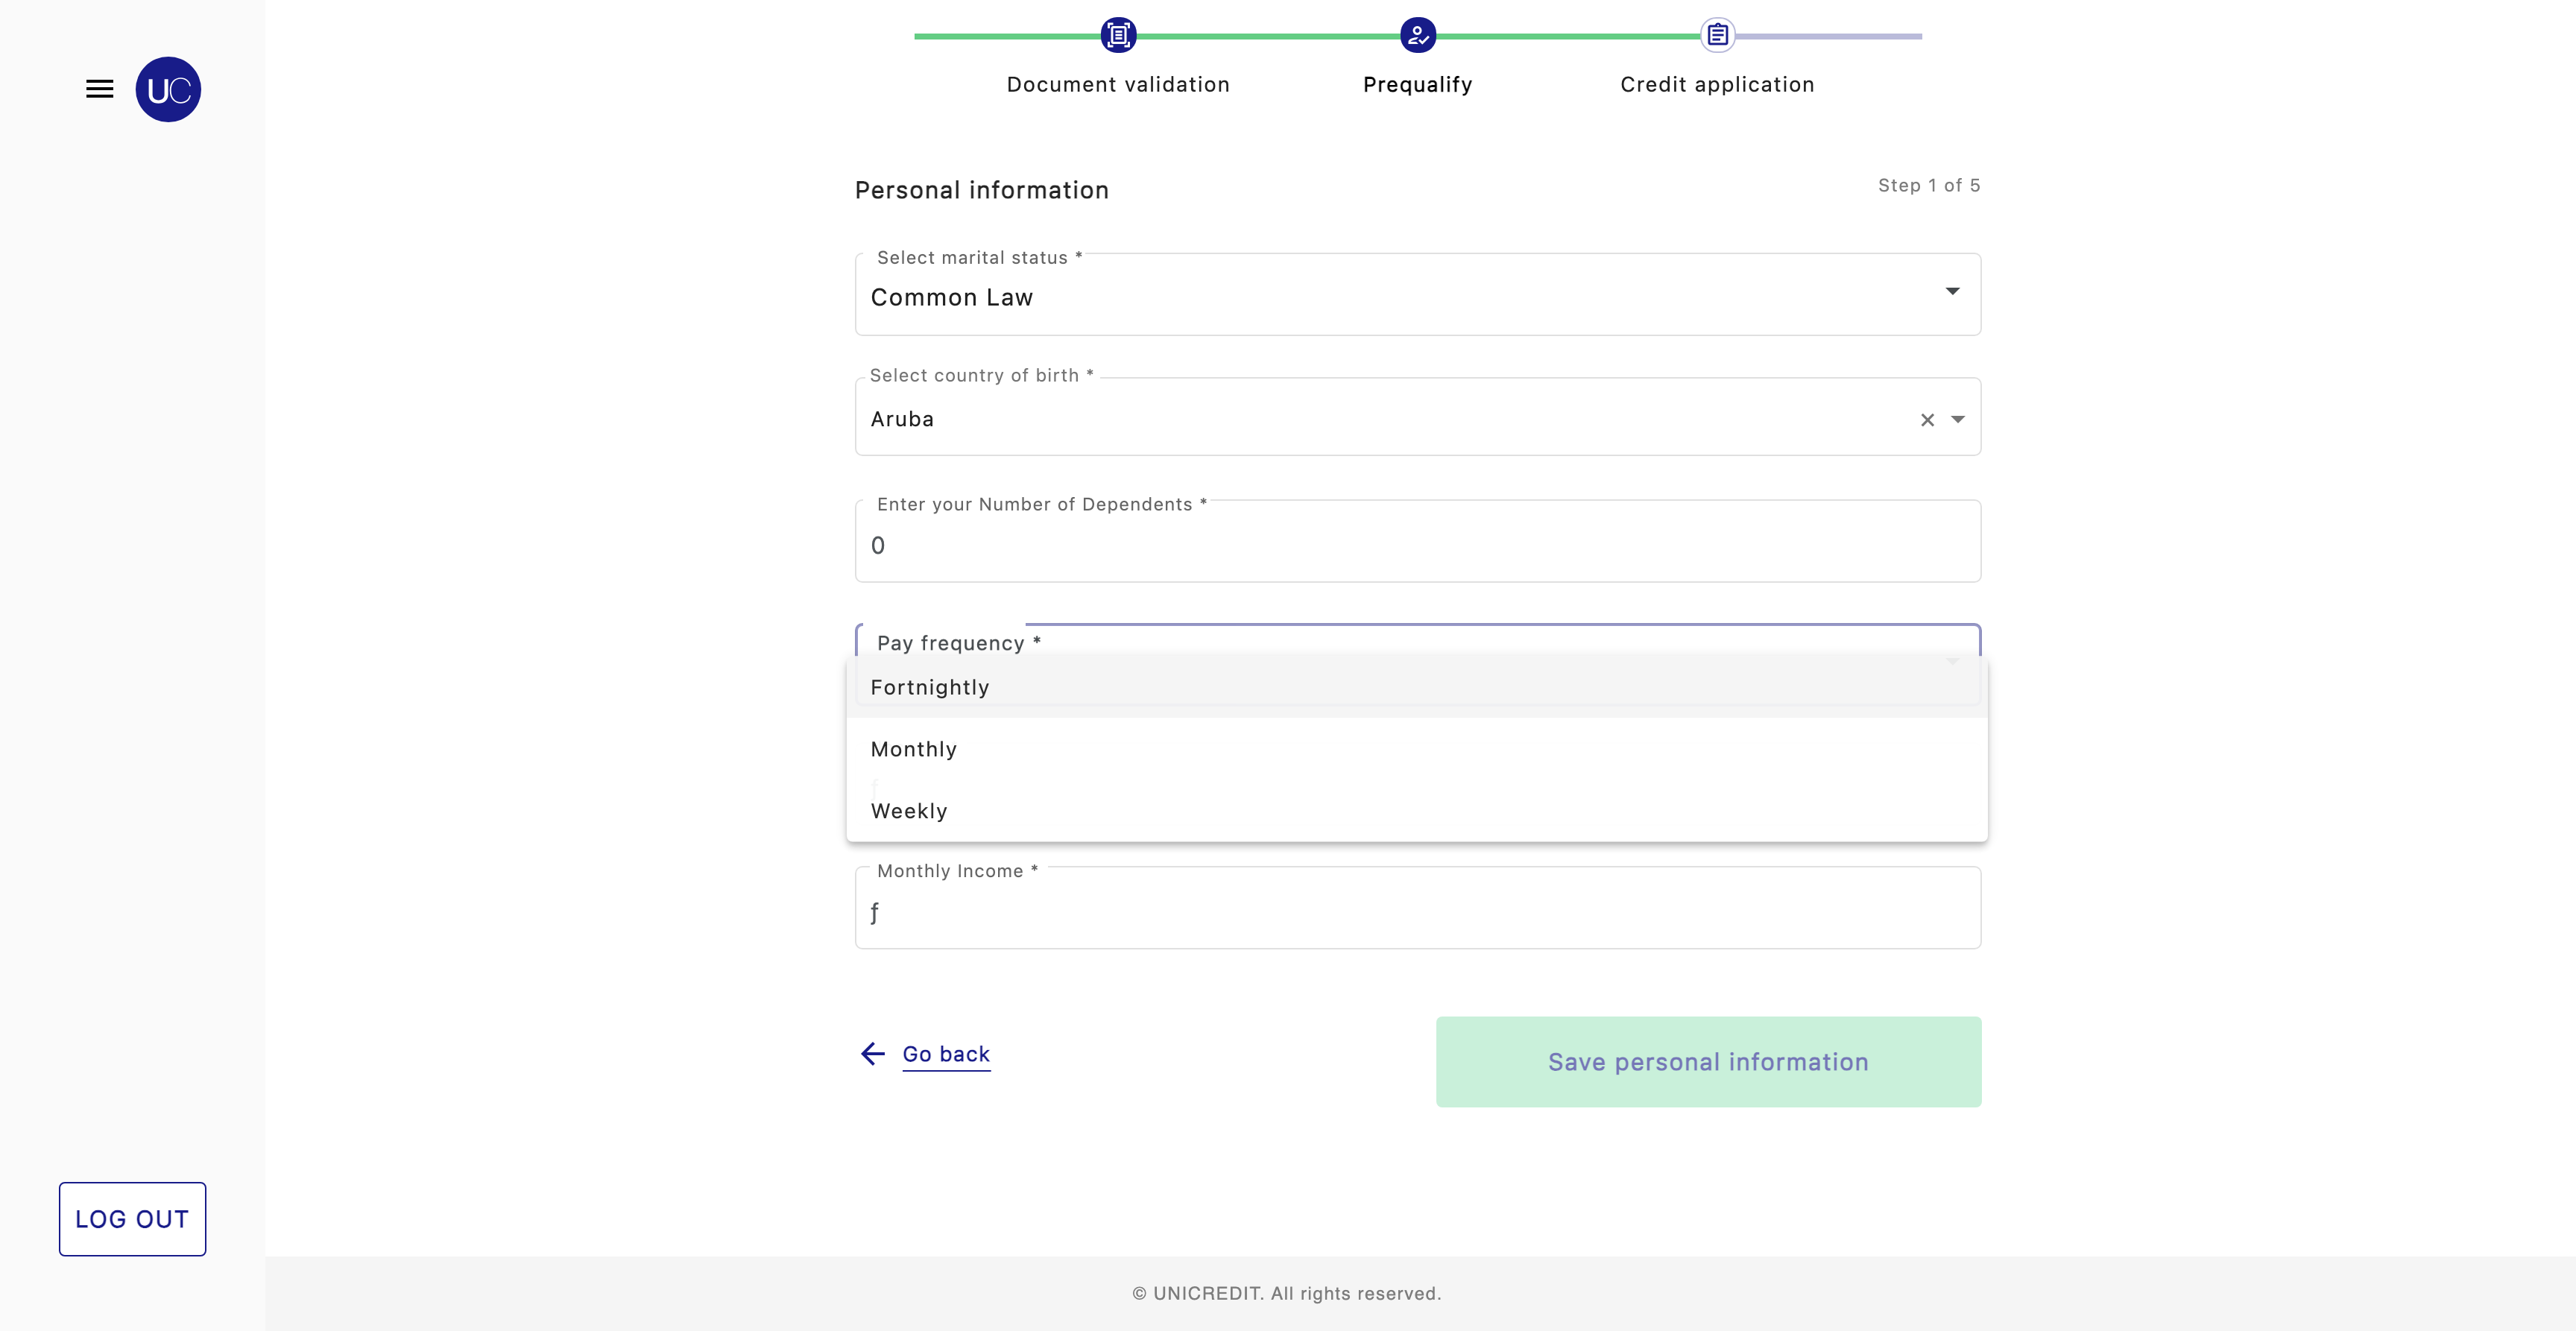 UC
Document validation
Prequalify
Credit application
Personal information
Step 1 of 5
Select marital status *
Common Law
Select country of birth *
Aruba
Enter your Number of Dependents *
0
Pay frequency *
Fortnightly
Monthly
ƒ
Weekly
Monthly Income *
ƒ
Go back
Save personal information
LOG OUT
© UNICREDIT. All rights reserved.